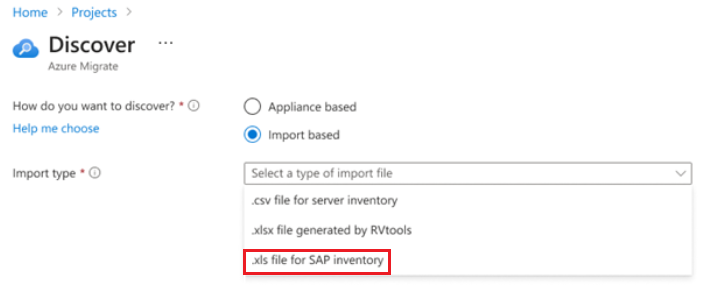 Home > Projects >
Discover ...
Azure Migrate
How do you want to discover? *
Appliance based
Help me choose
Import based
Import type *
Select a type of import file
.csv file for server inventory
.xlsx file generated by RVtools
.xls file for SAP inventory